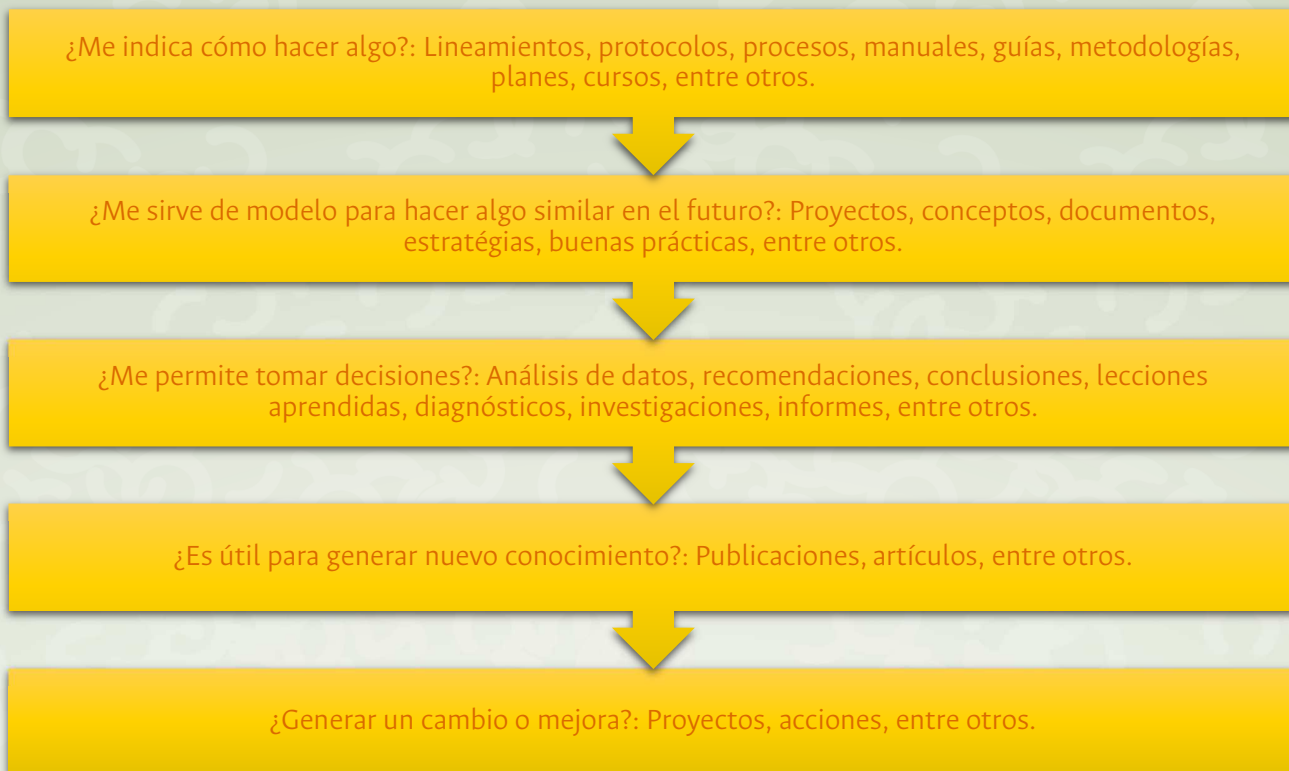 ¿Me indica cómo hacer algo?: Lineamientos, protocolos, procesos, manuales, guías, metodologías,
planes, cursos, entre otros.
¿Me sirve de modelo para hacer algo similar en el futuro?: Proyectos, conceptos, documentos,
estratégias, buenas prácticas, entre otros.
¿Me permite tomar decisiones?: Análisis de datos, recomendaciones, conclusiones, lecciones
aprendidas, diagnósticos, investigaciones, informes, entre otros.
¿Es útil para generar nuevo conocimiento?: Publicaciones, artículos, entre otros.
¿Generar un cambio o mejora?: Proyectos, acciones, entre otros.